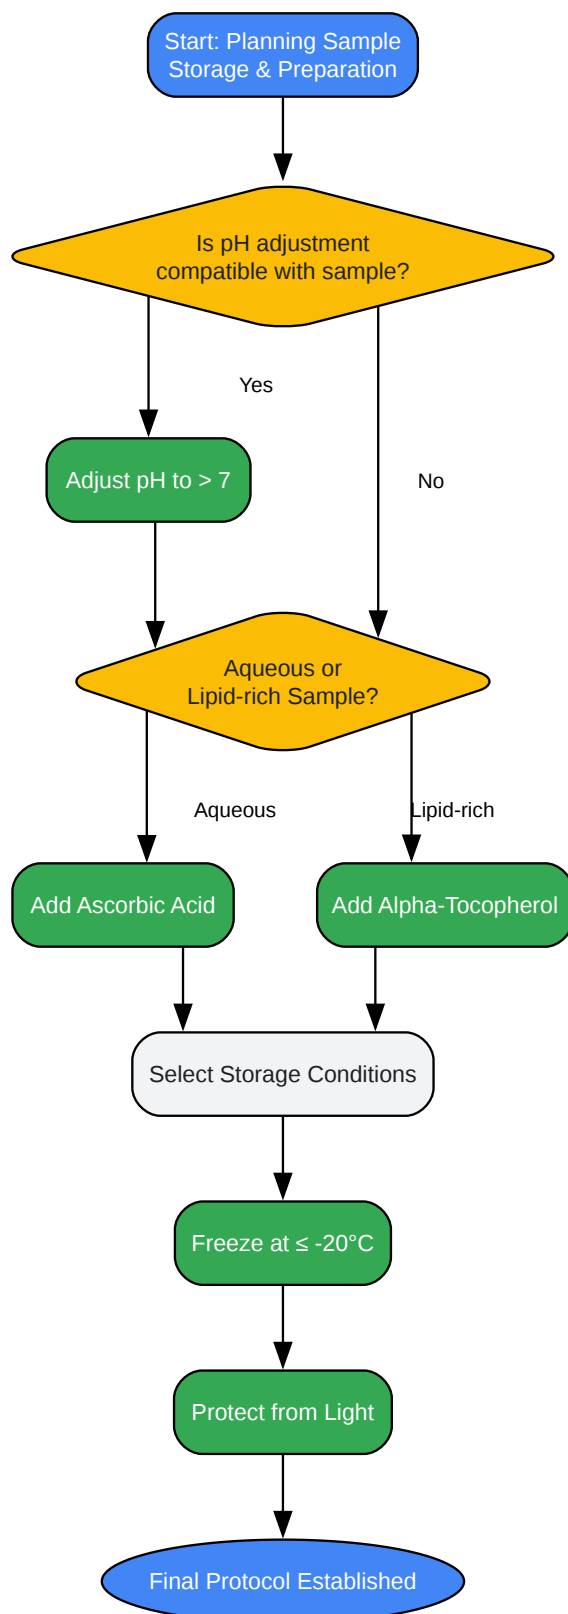 Start: Planning Sample
Storage & Preparation
Is pH adjustment
compatible with sample?
Yes
Adjust pH to > 7
No
Aqueous or
Lipid-rich Sample?
Aqueous
Lipid-rich
Add Ascorbic Acid
Add Alpha-Tocopherol
Select Storage Conditions
Freeze at ≤ -20°C
Protect from Light
Final Protocol Established